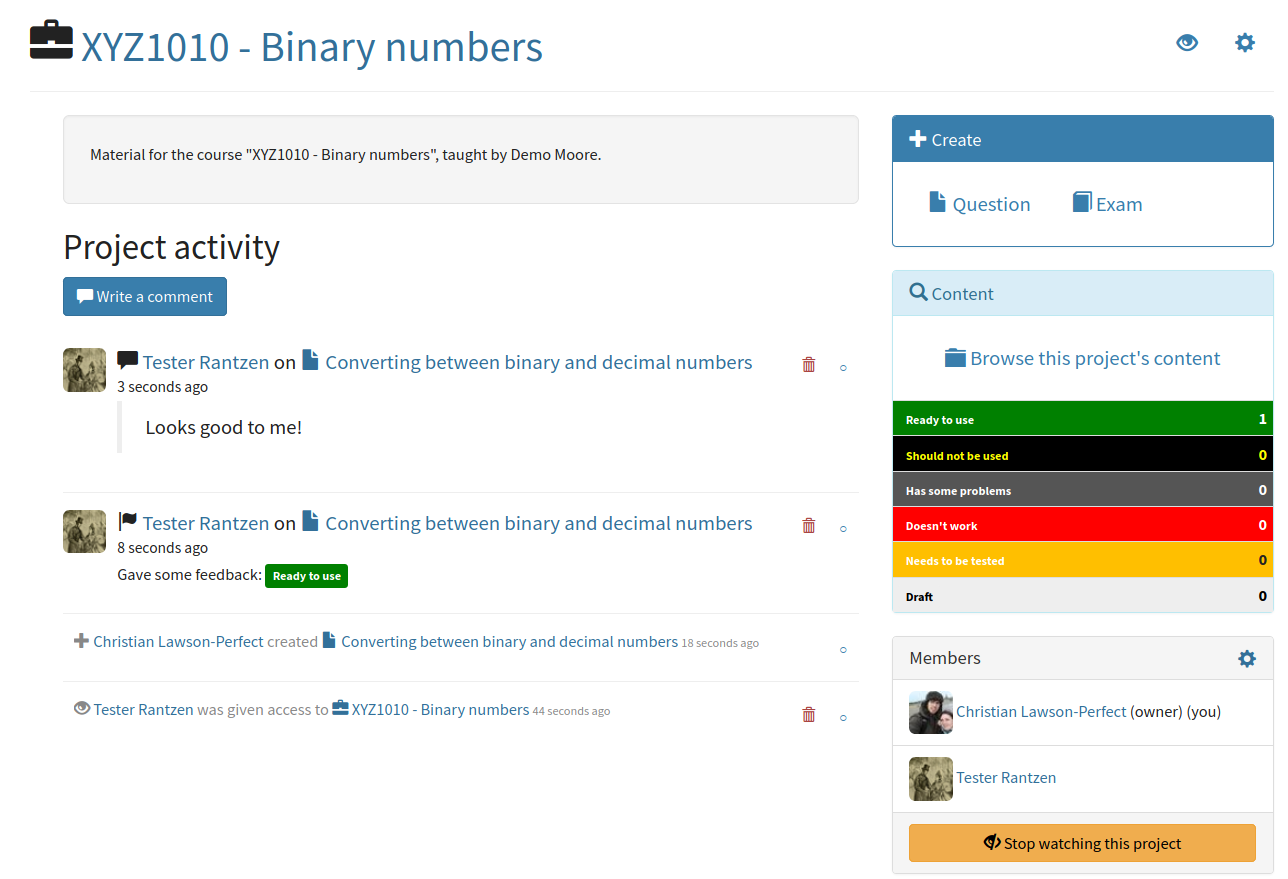 XYZ1010 - Binary numbers
Material for the course "XYZ1010 - Binary numbers", taught by Demo Moore.
Project activity
Write a comment
Tester Rantzen on Converting between binary and decimal numbers
3 seconds ago
Looks good to me!
Tester Rantzen on Converting between binary and decimal numbers
8 seconds ago
Gave some feedback: Ready to use
Christian Lawson-Perfect created Converting between binary and decimal numbers 18 seconds ago
Tester Rantzen was given access to XYZ1010 - Binary numbers 44 seconds ago
Create
Question Exam
Content
Browse this project's content
Ready to use 1
Should not be used 0
Has some problems 0
Doesn't work 0
Needs to be tested 0
Draft 0
Members
Christian Lawson-Perfect (owner) (you)
Tester Rantzen
Stop watching this project